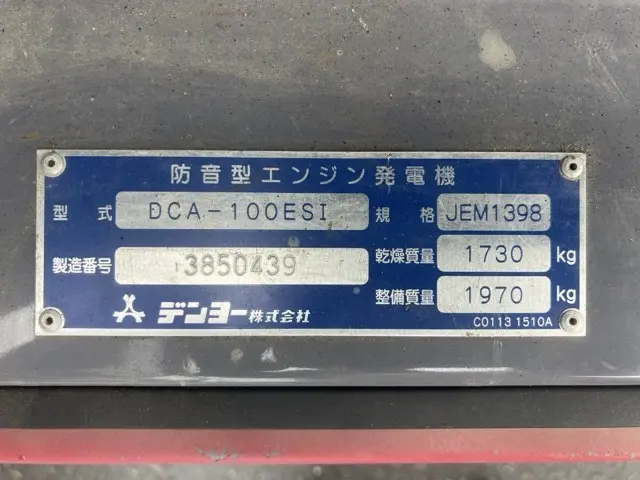 防音型エンジン発電機
型式 DCA-100ESI 規格 JEM1398
製造番号 3850439 乾燥質量 1730 kg
整備質量 1970 kg
デンヨー株式会社 C0113 1510A